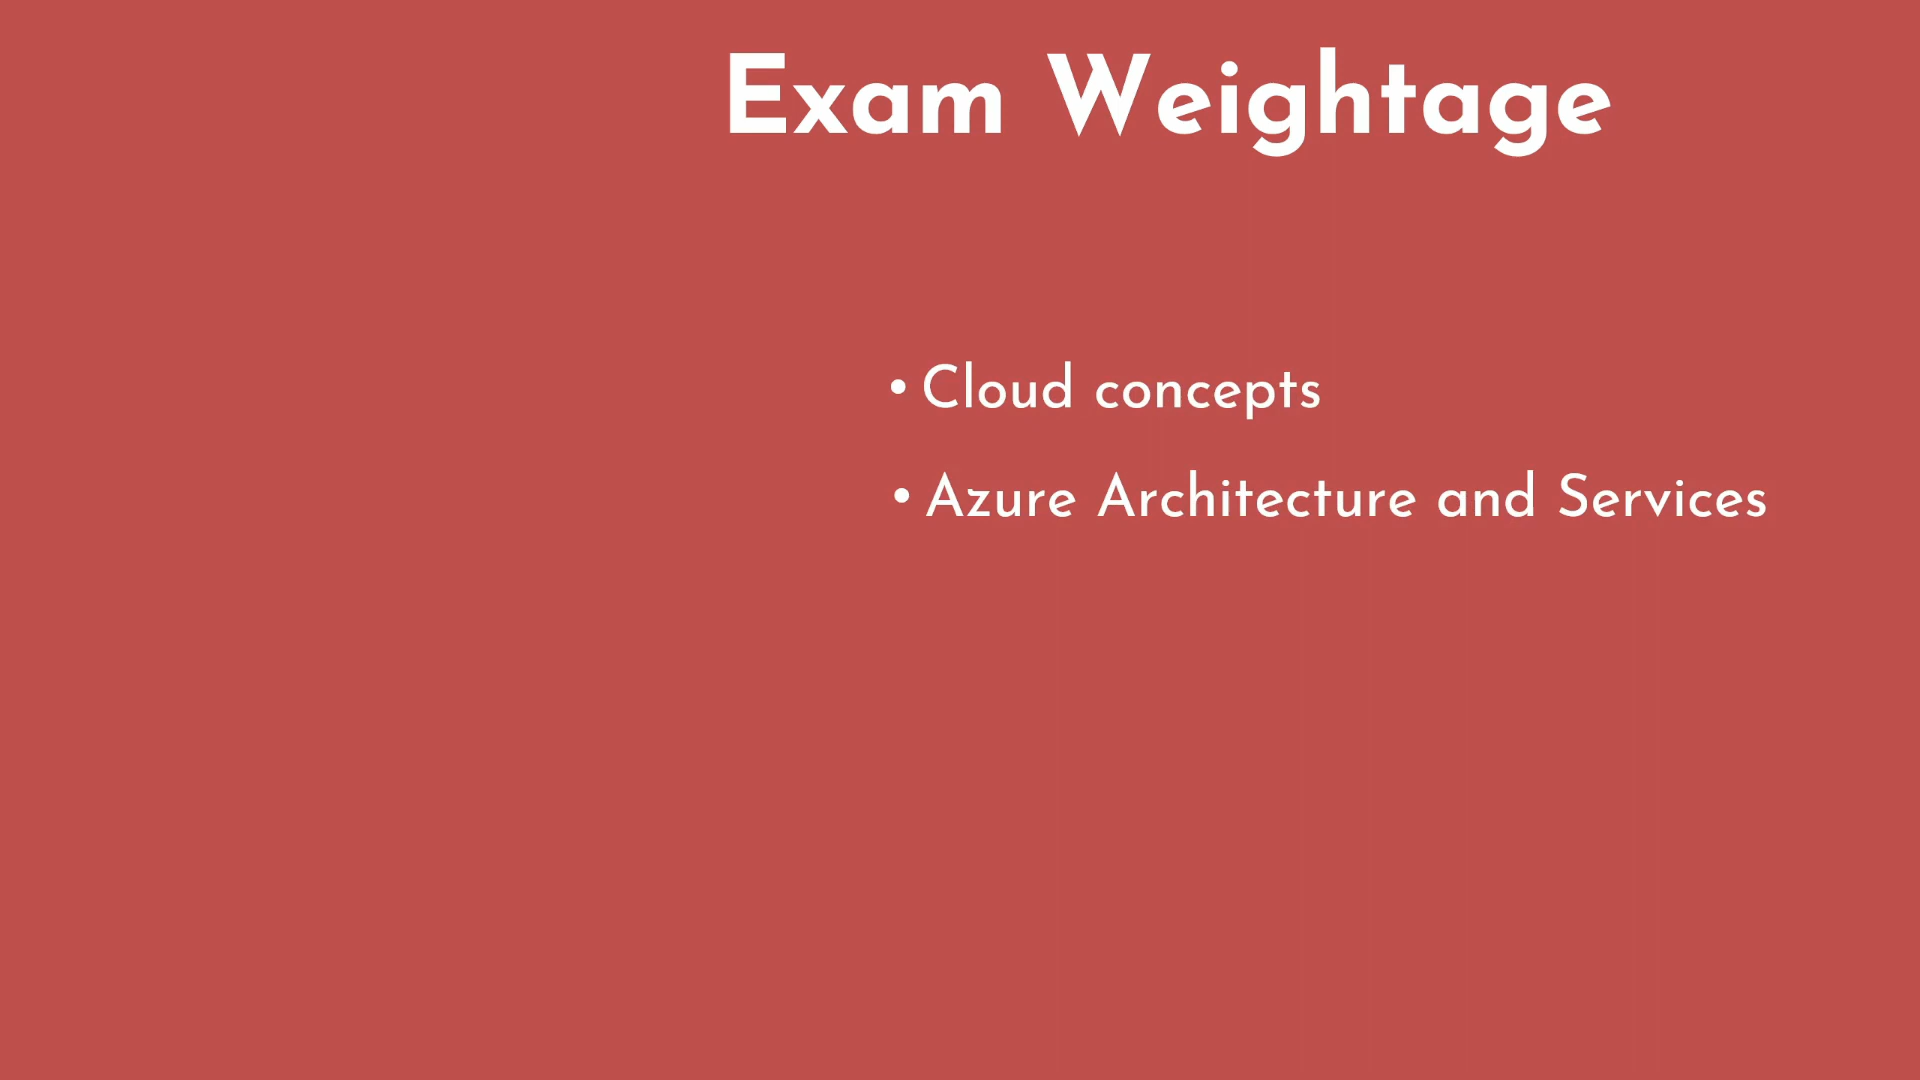 Exam Weightage
• Cloud concepts
• Azure Architecture and Services